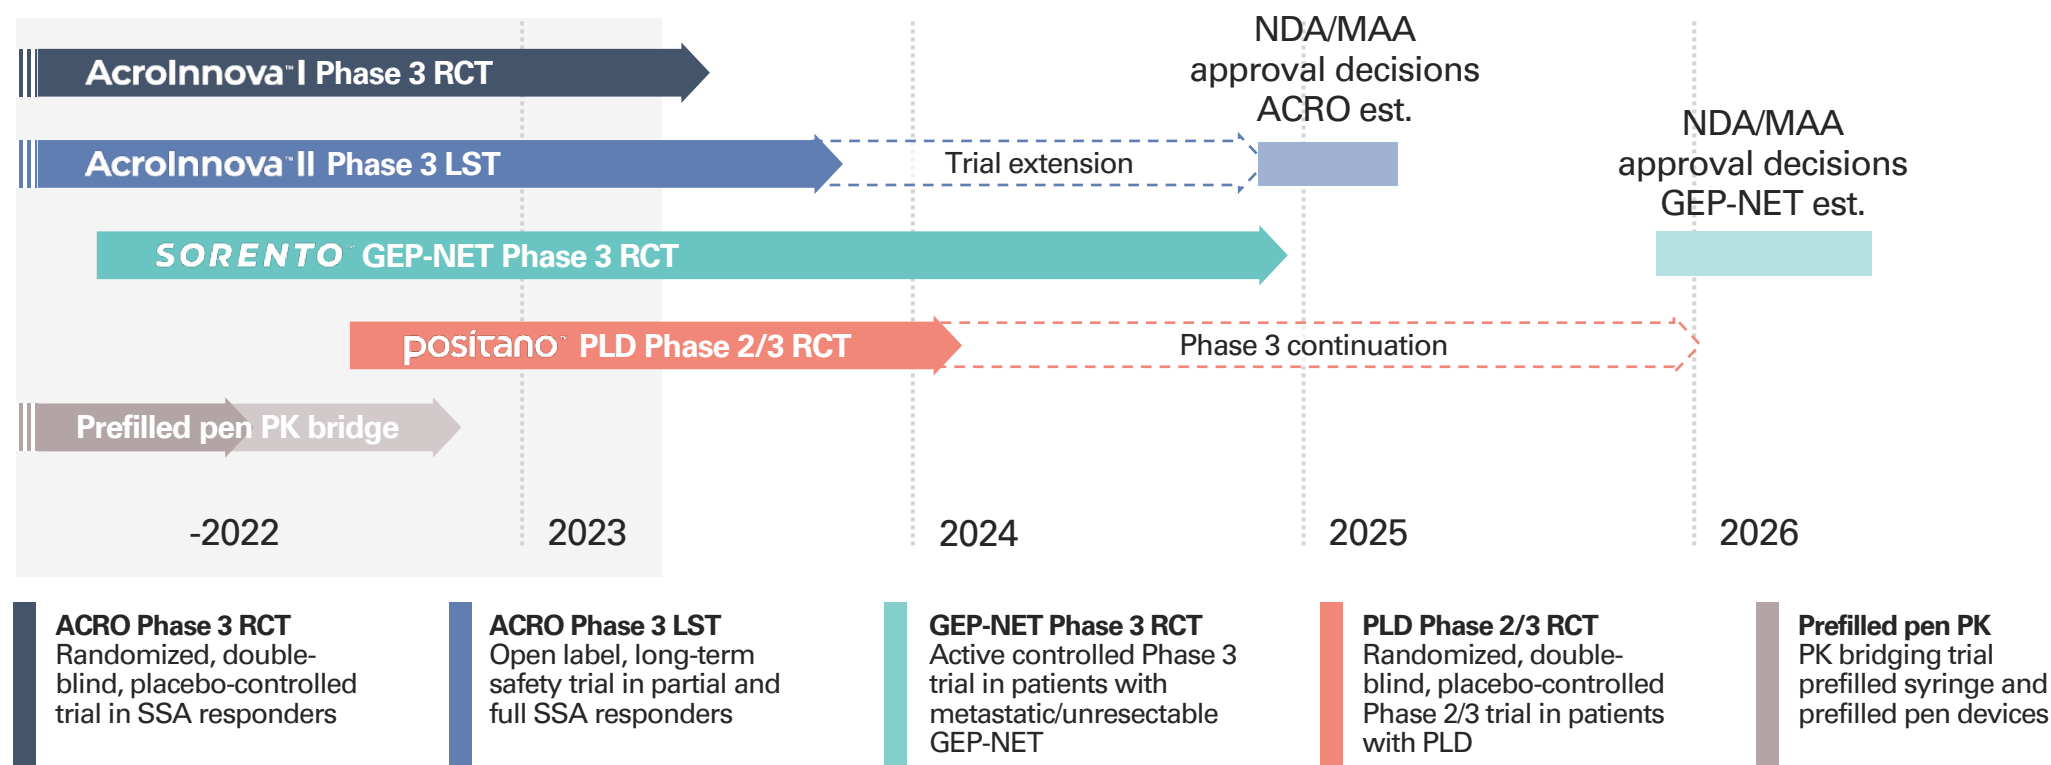 NDA/MAA
approval decisions
ACRO est.
AcroInnova™ I Phase 3 RCT
AcroInnova™ II Phase 3 LST
Trial extension
NDA/MAA
approval decisions
GEP-NET est.
SORENTO™ GEP-NET Phase 3 RCT
positano™ PLD Phase 2/3 RCT
Phase 3 continuation
Prefilled pen PK bridge
-2022
2023
2024
2025
2026
ACRO Phase 3 RCT
Randomized, double-
blind, placebo-controlled
trial in SSA responders
ACRO Phase 3 LST
Open label, long-term
safety trial in partial and
full SSA responders
GEP-NET Phase 3 RCT
Active controlled Phase 3
trial in patients with
metastatic/unresectable
GEP-NET
PLD Phase 2/3 RCT
Randomized, double-
blind, placebo-controlled
Phase 2/3 trial in patients
with PLD
Prefilled pen PK
PK bridging trial
prefilled syringe and
prefilled pen devices